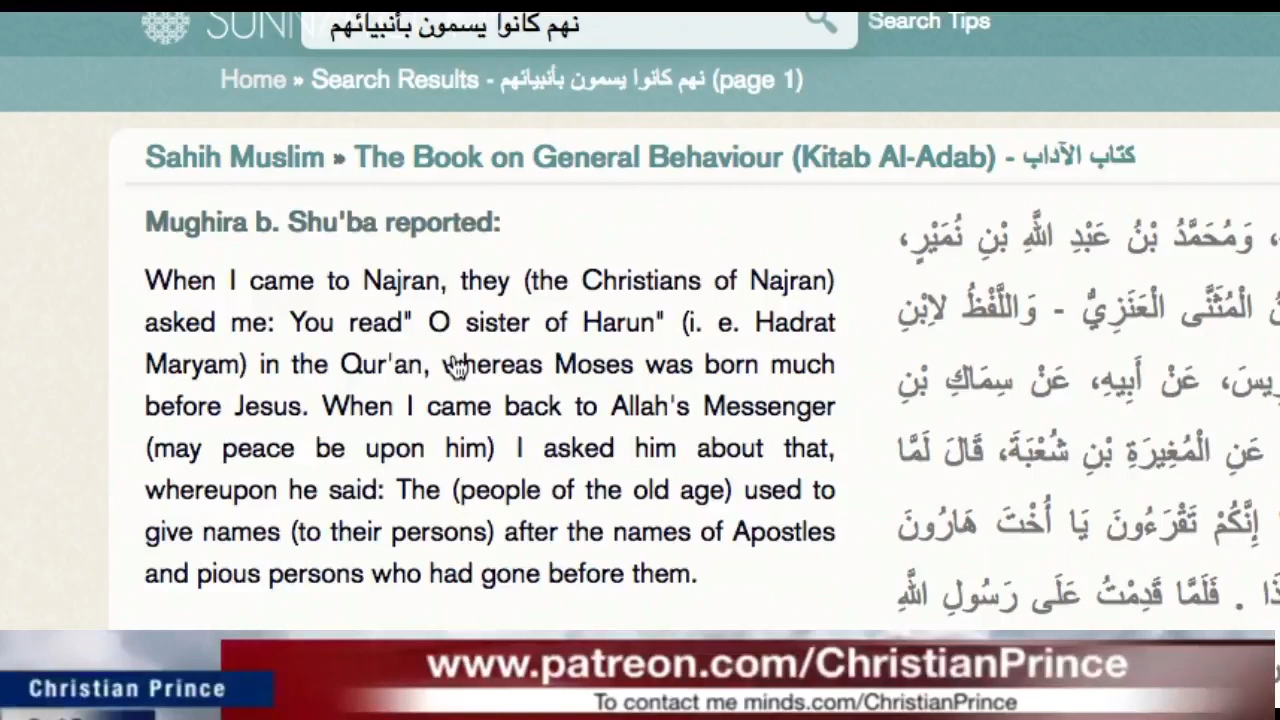 SUNN
نهم كانوا يسمون بأنبيائهم
Search Tips
Home » Search Results - نهم كانوا يسمون بأنبيائهم (page 1)
Sahih Muslim » The Book on General Behaviour (Kitab Al-Adab) - كتاب الآداب
Mughira b. Shu'ba reported:
When I came to Najran, they (the Christians of Najran)
asked me: You read" O sister of Harun" (i. e. Hadrat
Maryam) in the Qur'an, whereas Moses was born much
before Jesus. When I came back to Allah's Messenger
(may peace be upon him) I asked him about that,
whereupon he said: The (people of the old age) used to
give names (to their persons) after the names of Apostles
and pious persons who had gone before them.
، وَمُحَمَّدُ بْنُ عَبْدِ اللَّهِ بْنِ نُمَيْرٍ،
الْمُثَنَّى الْعَنَزِيُّ - وَاللَّفْظُ لاِبْنِ
عَنْ أَبِيهِ، عَنْ سِمَاكِ بْنِ
عَنِ الْمُغِيرَةِ بْنِ شُعْبَةَ، قَالَ لَمَّا
إِنَّكُمْ تَقْرَءُونَ يَا أُخْتَ هَارُونَ
. فَلَمَّا قَدِمْتُ عَلَى رَسُولِ اللَّهِ
www.patreon.com/ChristianPrince
Christian Prince
To contact me minds.com/ChristianPrince